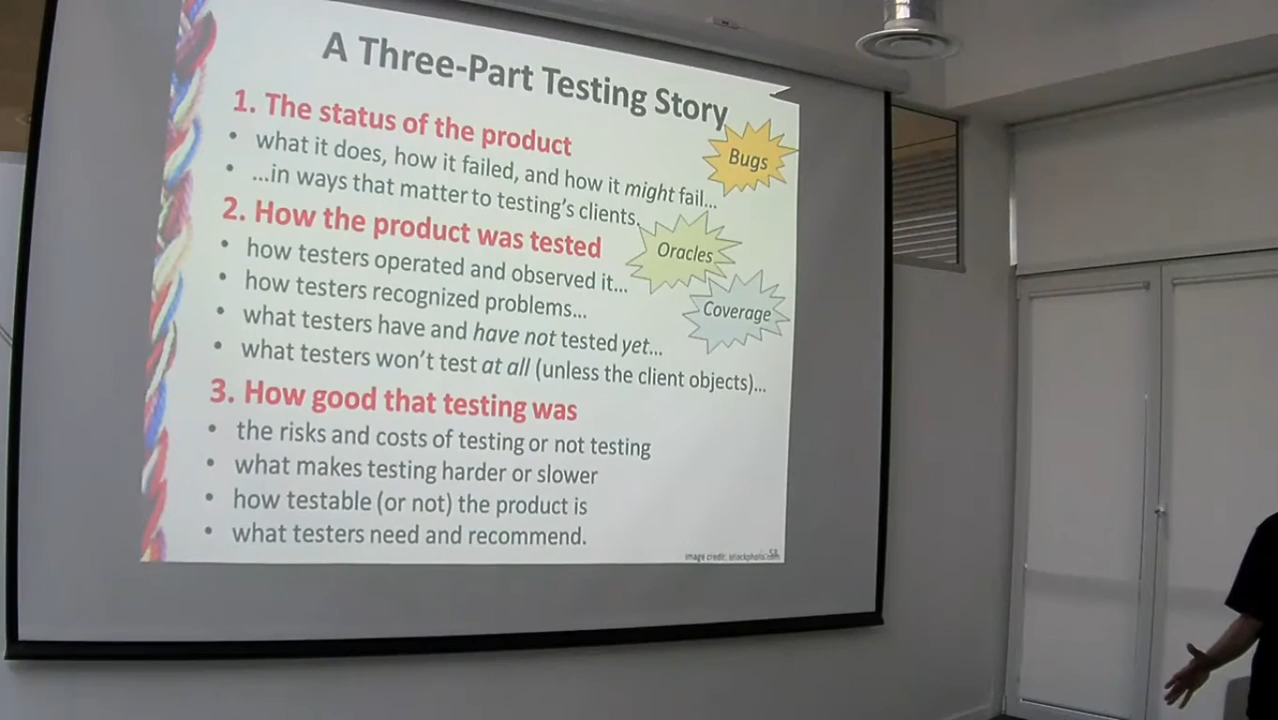 A Three-Part Testing Story
1. The status of the product
• what it does, how it failed, and how it might fail...
• ...in ways that matter to testing's clients.
Bugs
2. How the product was tested
• how testers operated and observed it...
• how testers recognized problems...
• what testers have and have not tested yet...
• what testers won't test at all (unless the client objects)...
Oracles
Coverage
3. How good that testing was
• the risks and costs of testing or not testing
• what makes testing harder or slower
• how testable (or not) the product is
• what testers need and recommend.
image credit: